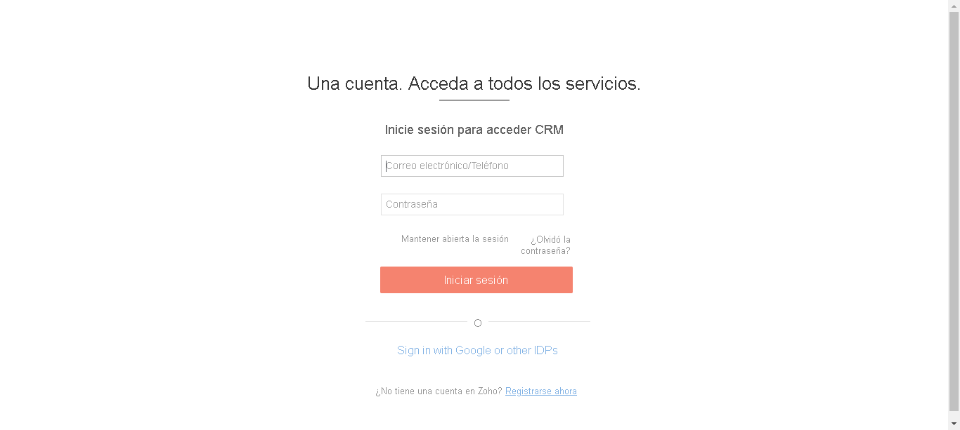 Una cuenta. Acceda a todos los servicios.
Inicie sesión para acceder CRM
Correo electrónico/Teléfono
Contraseña
Mantener abierta la sesión
¿Olvidó la
contraseña?
Iniciar sesión
O
Sign in with Google or other IDPs
¿No tiene una cuenta en Zoho? Registrarse ahora